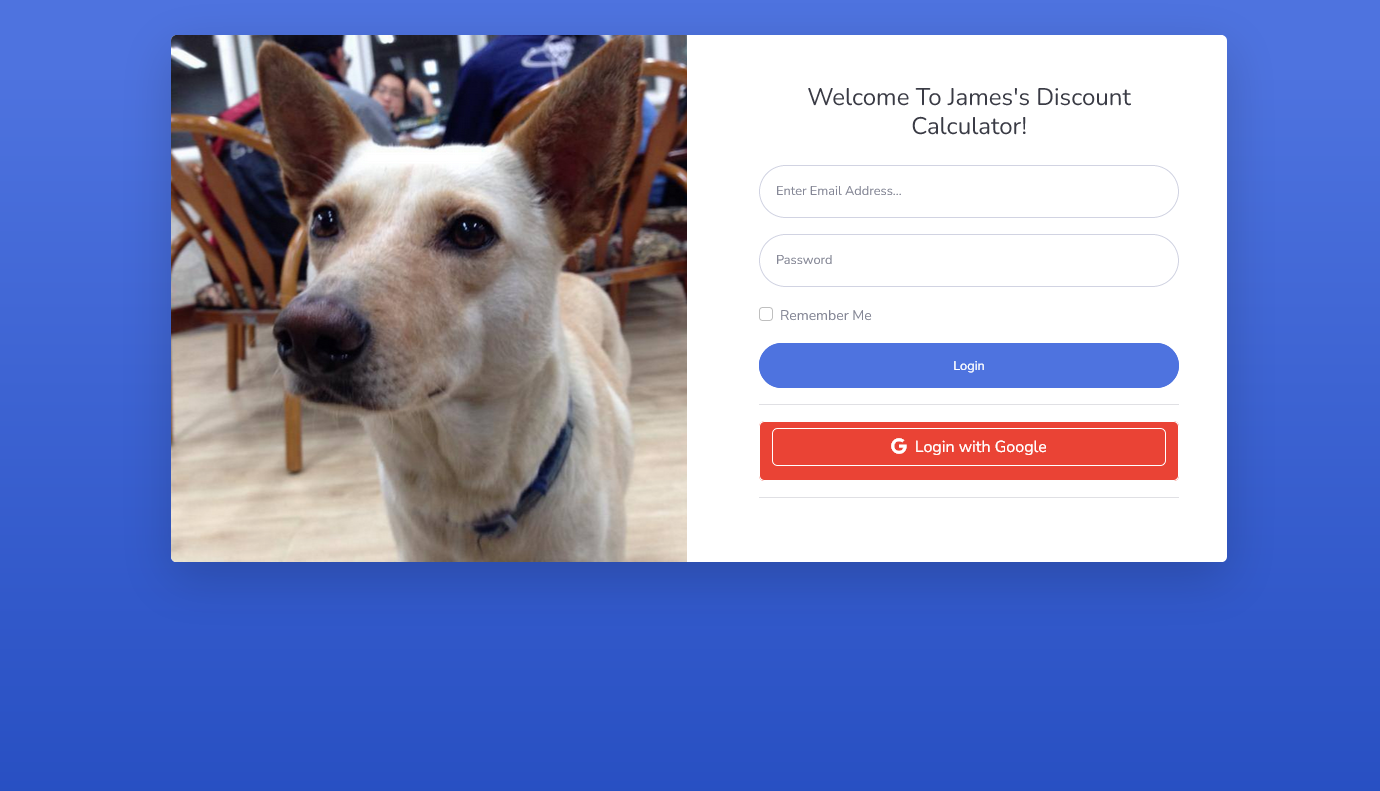 Welcome To James's Discount
Calculator!
Enter Email Address...
Password
Remember Me
Login
Login with Google